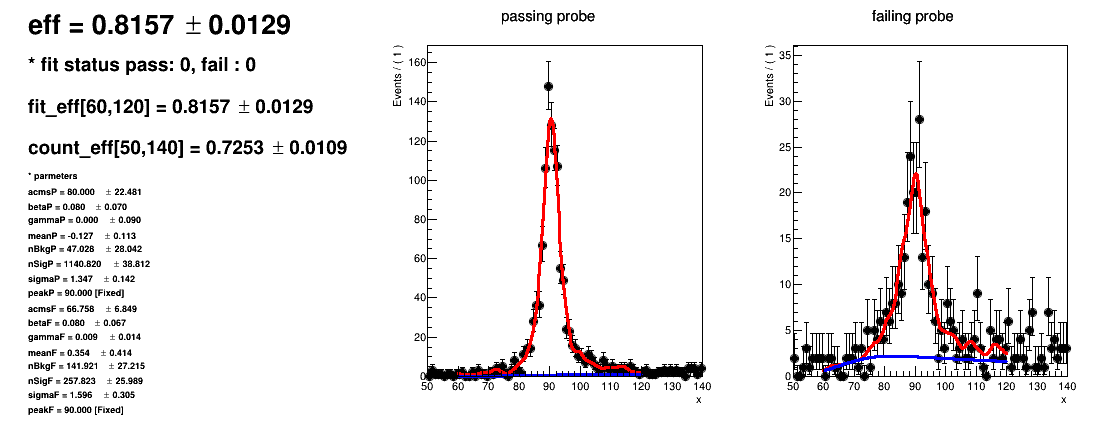 eff = 0.8157 ± 0.0129
* fit status pass: 0, fail : 0
fit_eff[60,120] = 0.8157 ± 0.0129
count_eff[50,140] = 0.7253 ± 0.0109
* parmeters
acmsP = 80.000 ± 22.481
betaP = 0.080 ± 0.070
gammaP = 0.000 ± 0.090
meanP = -0.127 ± 0.113
nBkgP = 47.028 ± 28.042
nSigP = 1140.820 ± 38.812
sigmaP = 1.347 ± 0.142
peakP = 90.000 [Fixed]
acmsF = 66.758 ± 6.849
betaF = 0.080 ± 0.067
gammaF = 0.009 ± 0.014
meanF = 0.354 ± 0.414
nBkgF = 141.921 ± 27.215
nSigF = 257.823 ± 25.989
sigmaF = 1.596 ± 0.305
peakF = 90.000 [Fixed]
passing probe
Events / ( 1 )
160
140
120
100
80
60
40
20
0
50 60 70 80 90 100 110 120 130 140
x
failing probe
Events / ( 1 )
35
30
25
20
15
10
5
0
50 60 70 80 90 100 110 120 130 140
x